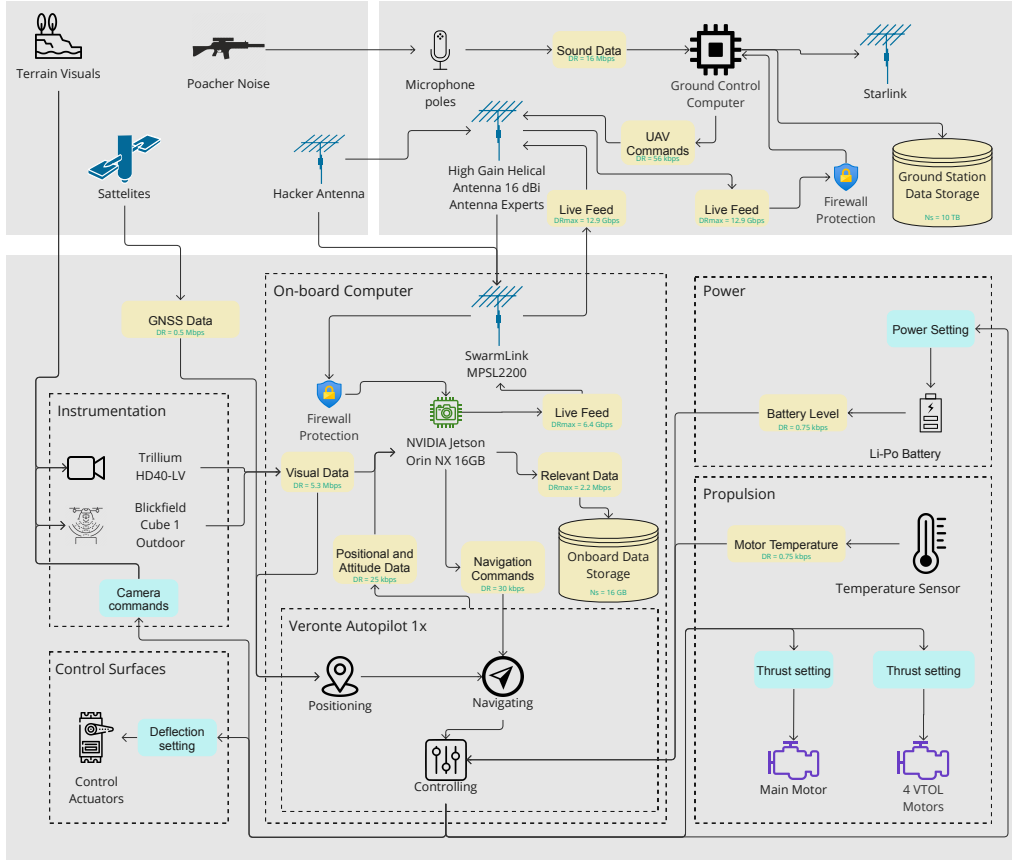 Terrain Visuals
Poacher Noise
Microphone
poles
Sound Data
DR = 16 Mbps
Ground Control
Computer
Starlink
Sattelites
Hacker Antenna
High Gain Helical
Antenna 16 dBi
Antenna Experts
UAV
Commands
DR = 56 kbps
Live Feed
DRmax = 12.9 Gbps
Live Feed
DRmax = 12.9 Gbps
Firewall
Protection
Ground Station
Data Storage
Ns = 10 TB
GNSS Data
DR = 0.5 Mbps
On-board Computer
SwarmLink
MPSL2200
Firewall
Protection
NVIDIA Jetson
Orin NX 16GB
Live Feed
DRmax = 6.4 Gbps
Visual Data
DR = 5.3 Mbps
Relevant Data
DRmax = 2.2 Mbps
Onboard Data
Storage
Ns = 16 GB
Positional and
Attitude Data
DR = 25 kbps
Navigation
Commands
DR = 30 kbps
Instrumentation
Trillium
HD40-LV
Blickfield
Cube 1
Outdoor
Camera
commands
Control Surfaces
Deflection
setting
Control
Actuators
Veronte Autopilot 1x
Positioning
Navigating
Controlling
Power
Power Setting
Battery Level
DR = 0.75 kbps
Li-Po Battery
Propulsion
Motor Temperature
DR = 0.75 kbps
Temperature Sensor
Thrust setting
Thrust setting
Main Motor
4 VTOL
Motors